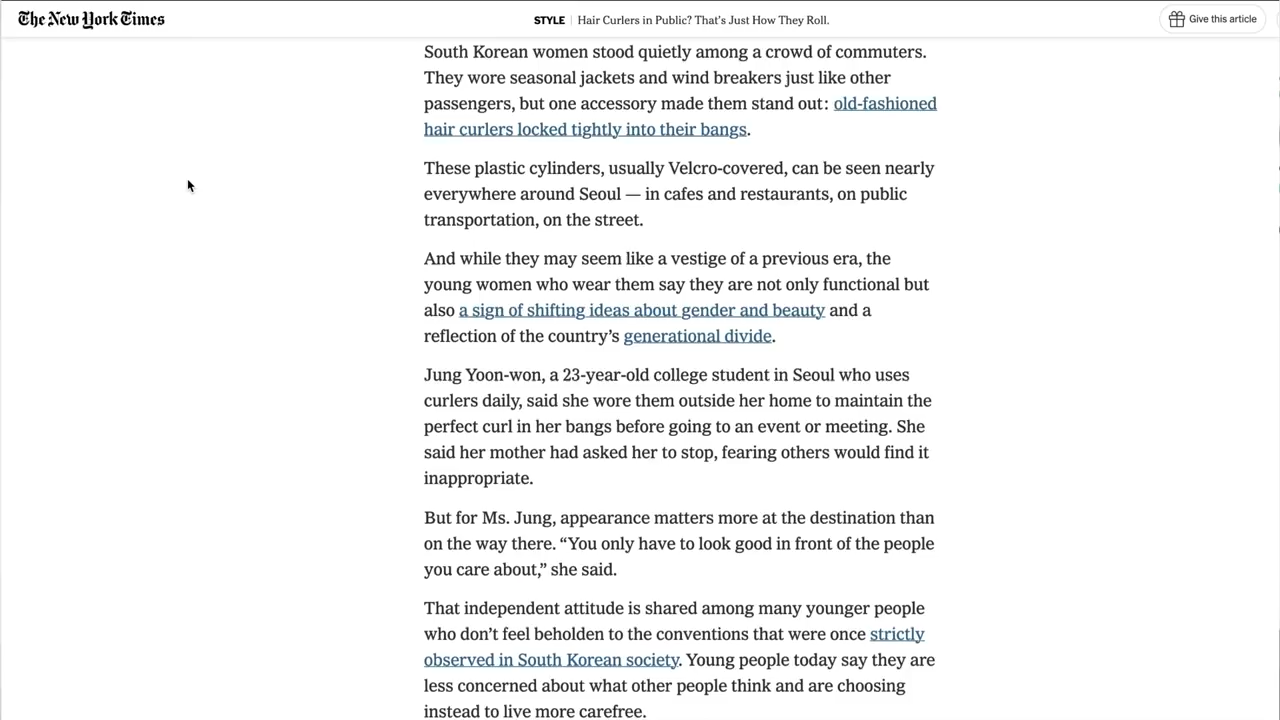 The New York Times
STYLE | Hair Curlers in Public? That's Just How They Roll.
Give this article
South Korean women stood quietly among a crowd of commuters.
They wore seasonal jackets and wind breakers just like other
passengers, but one accessory made them stand out: old-fashioned
hair curlers locked tightly into their bangs.
These plastic cylinders, usually Velcro-covered, can be seen nearly
everywhere around Seoul — in cafes and restaurants, on public
transportation, on the street.
And while they may seem like a vestige of a previous era, the
young women who wear them say they are not only functional but
also a sign of shifting ideas about gender and beauty and a
reflection of the country’s generational divide.
Jung Yoon-won, a 23-year-old college student in Seoul who uses
curlers daily, said she wore them outside her home to maintain the
perfect curl in her bangs before going to an event or meeting. She
said her mother had asked her to stop, fearing others would find it
inappropriate.
But for Ms. Jung, appearance matters more at the destination than
on the way there. “You only have to look good in front of the people
you care about,” she said.
That independent attitude is shared among many younger people
who don’t feel beholden to the conventions that were once strictly
observed in South Korean society. Young people today say they are
less concerned about what other people think and are choosing
instead to live more carefree.